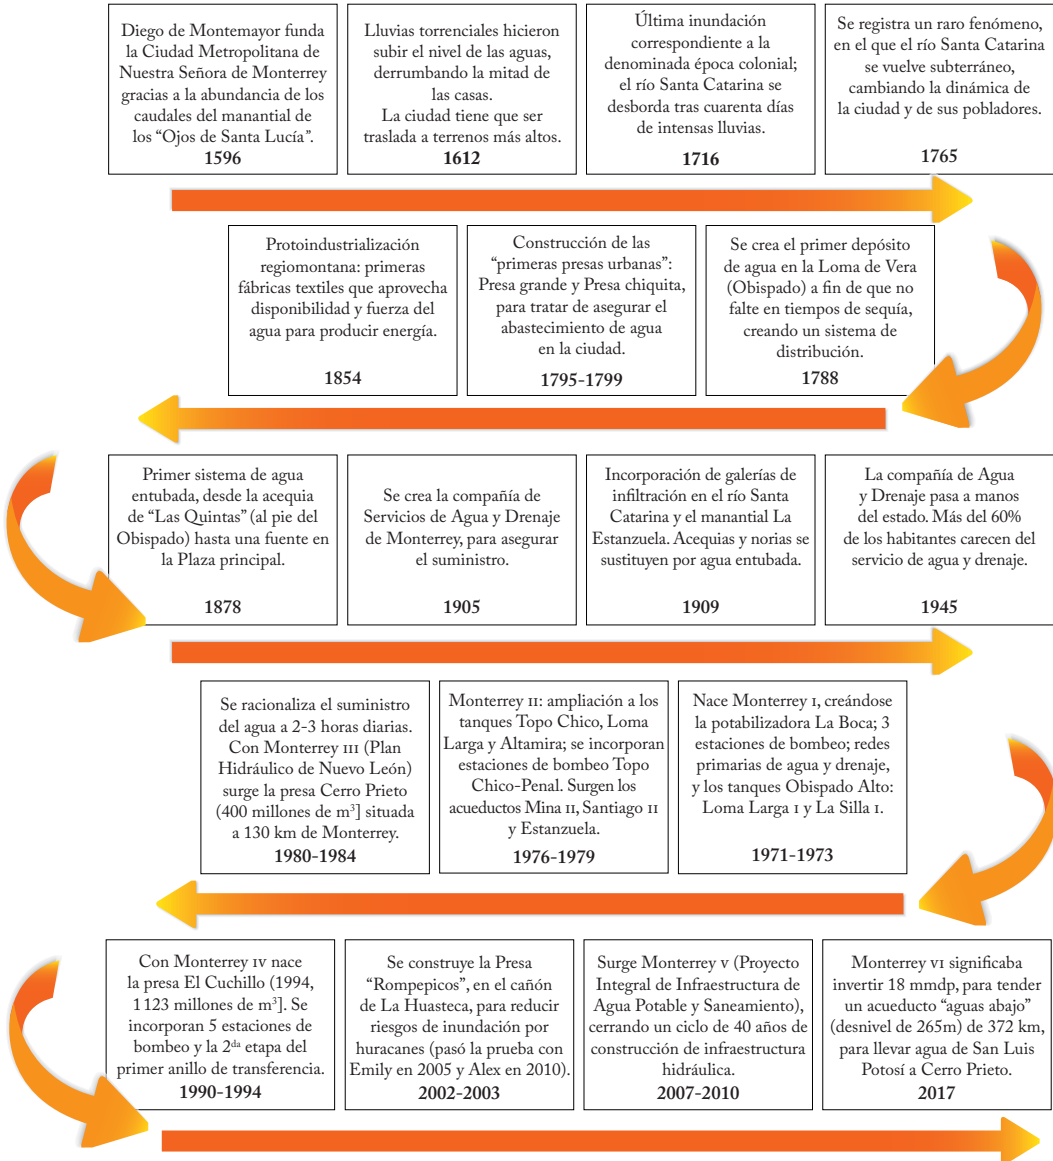 Diego de Montemayor funda
la Ciudad Metropolitana de
Nuestra Señora de Monterrey
gracias a la abundancia de los
caudales del manantial de
los “Ojos de Santa Lucía”.
1596
Lluvias torrenciales hicieron
subir el nivel de las aguas,
derrumbando la mitad de
las casas.
La ciudad tiene que ser
traslada a terrenos más altos.
1612
Última inundación
correspondiente a la
denominada época colonial;
el río Santa Catarina se
desborda tras cuarenta días
de intensas lluvias.
1716
Se registra un raro fenómeno,
en el que el río Santa Catarina
se vuelve subterráneo,
cambiando la dinámica de
la ciudad y de sus pobladores.
1765
Se crea el primer depósito
de agua en la Loma de Vera
(Obispado) a fin de que no
falte en tiempos de sequía,
creando un sistema de
distribución.
1788
Construcción de las
“primeras presas urbanas”:
Presa grande y Presa chiquita,
para tratar de asegurar el
abastecimiento de agua
en la ciudad.
1795-1799
Protoindustrialización
regiomontana: primeras
fábricas textiles que aprovecha
disponibilidad y fuerza del
agua para producir energía.
1854
Primer sistema de agua
entubada, desde la acequia
de “Las Quintas” (al pie del
Obispado) hasta una fuente en
la Plaza principal.
1878
Se crea la compañía de
Servicios de Agua y Drenaje
de Monterrey, para asegurar
el suministro.
1905
Incorporación de galerías de
infiltración en el río Santa
Catarina y el manantial La
Estanzuela. Acequias y norias se
sustituyen por agua entubada.
1909
La compañía de Agua
y Drenaje pasa a manos
del estado. Más del 60%
de los habitantes carecen del
servicio de agua y drenaje.
1945
Nace Monterrey I, creándose
la potabilizadora La Boca; 3
estaciones de bombeo; redes
primarias de agua y drenaje,
y los tanques Obispado Alto:
Loma Larga I y La Silla I.
1971-1973
Monterrey II: ampliación a los
tanques Topo Chico, Loma
Larga y Altamira; se incorporan
estaciones de bombeo Topo
Chico-Penal. Surgen los
acueductos Mina II, Santiago II
y Estanzuela.
1976-1979
Se racionaliza el suministro
del agua a 2-3 horas diarias.
Con Monterrey III (Plan
Hidráulico de Nuevo León)
surge la presa Cerro Prieto
(400 millones de m³] situada
a 130 km de Monterrey.
1980-1984
Con Monterrey IV nace
la presa El Cuchillo (1994,
1 123 millones de m³]. Se
incorporan 5 estaciones de
bombeo y la 2da etapa del
primer anillo de transferencia.
1990-1994
Se construye la Presa
“Rompepicos”, en el cañón
de La Huasteca, para reducir
riesgos de inundación por
huracanes (pasó la prueba con
Emily en 2005 y Alex en 2010).
2002-2003
Surge Monterrey V (Proyecto
Integral de Infraestructura de
Agua Potable y Saneamiento),
cerrando un ciclo de 40 años de
construcción de infraestructura
hidráulica.
2007-2010
Monterrey VI significaba
invertir 18 mmdp, para tender
un acueducto “aguas abajo”
(desnivel de 265m) de 372 km,
para llevar agua de San Luis
Potosí a Cerro Prieto.
2017